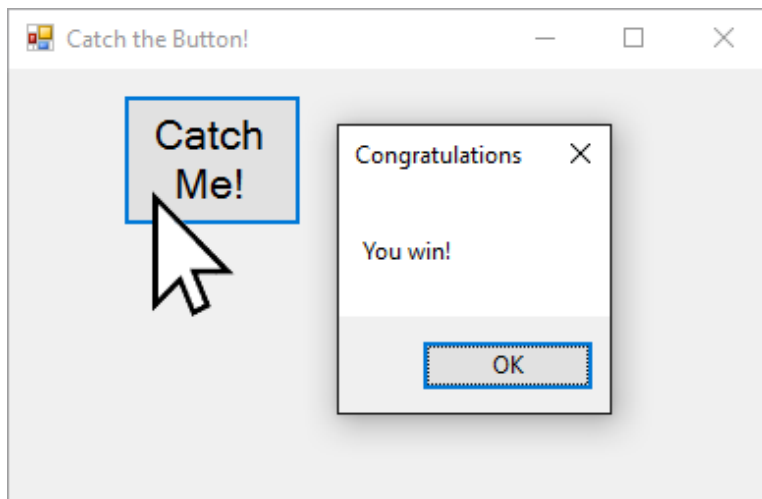 Catch the Button!
Catch
Me!
Congratulations
You win!
OK